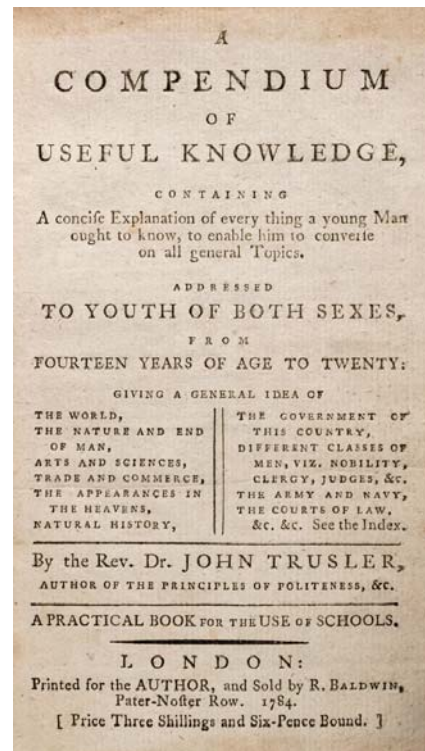 A
COMPENDIUM
OF
USEFUL KNOWLEDGE,
CONTAINING
A conciſe Explanation of every thing a young Man
ought to know, to enable him to converſe
on all general Topics.
ADDRESSED
TO YOUTH OF BOTH SEXES,
FROM
FOURTEEN YEARS OF AGE TO TWENTY:
GIVING A GENERAL IDEA OF
THE WORLD,
THE NATURE AND END
OF MAN,
ARTS AND SCIENCES,
TRADE AND COMMERCE,
THE APPEARANCES IN
THE HEAVENS,
NATURAL HISTORY,
THE GOVERNMENT OF
THIS COUNTRY,
DIFFERENT CLASSES OF
MEN, VIZ. NOBILITY,
CLERGY, JUDGES, &c.
THE ARMY AND NAVY,
THE COURTS OF LAW,
&c. &c. See the Index.
By the Rev. Dr. JOHN TRUSLER,
AUTHOR OF THE PRINCIPLES OF POLITENESS, &c.
A PRACTICAL BOOK FOR THE USE OF SCHOOLS.
LONDON:
Printed for the AUTHOR, and Sold by R. BALDWIN,
Pater-Noſter Row. 1784.
[ Price Three Shillings and Six-Pence Bound. ]